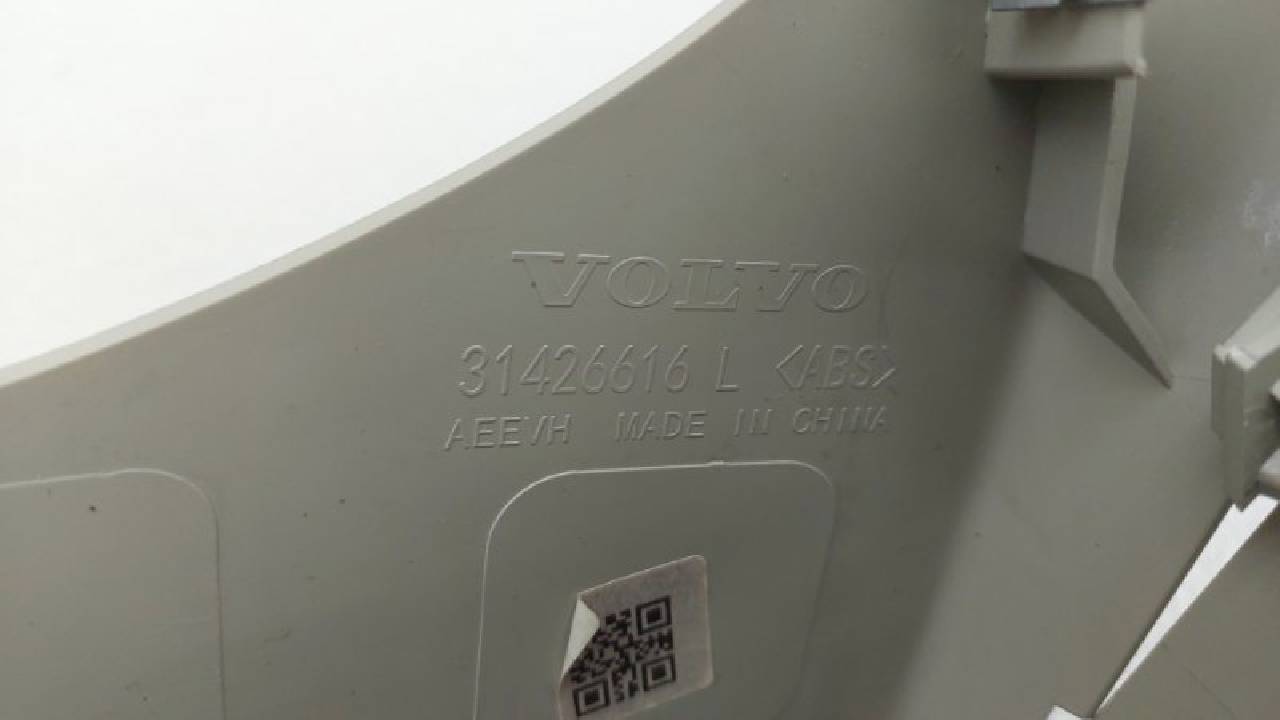 VOLVO
31426616 L <ABS>
AEEVH MADE IN CHINA